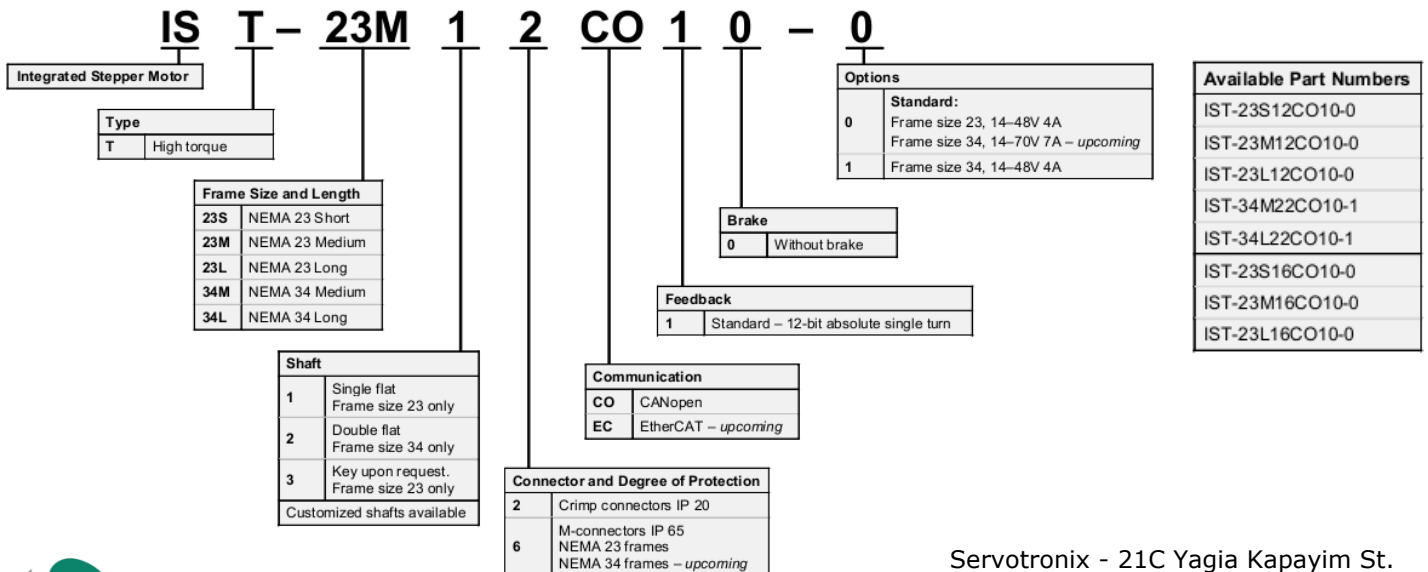 IS T – 23M 1 2 CO 1 0 – 0
Integrated Stepper Motor
Type
T High torque
Frame Size and Length
23S NEMA 23 Short
23M NEMA 23 Medium
23L NEMA 23 Long
34M NEMA 34 Medium
34L NEMA 34 Long
Shaft
1 Single flat
Frame size 23 only
2 Double flat
Frame size 34 only
3 Key upon request.
Frame size 23 only
Customized shafts available
Connector and Degree of Protection
2 Crimp connectors IP 20
6 M-connectors IP 65
NEMA 23 frames
NEMA 34 frames – upcoming
Communication
CO CANopen
EC EtherCAT – upcoming
Feedback
1 Standard – 12-bit absolute single turn
Brake
0 Without brake
Options
0 Standard:
Frame size 23, 14–48V 4A
Frame size 34, 14–70V 7A – upcoming
1 Frame size 34, 14–48V 4A
Available Part Numbers
IST-23S12CO10-0
IST-23M12CO10-0
IST-23L12CO10-0
IST-34M22CO10-1
IST-34L22CO10-1
IST-23S16CO10-0
IST-23M16CO10-0
IST-23L16CO10-0
Servotronix - 21C Yagia Kapayim St.